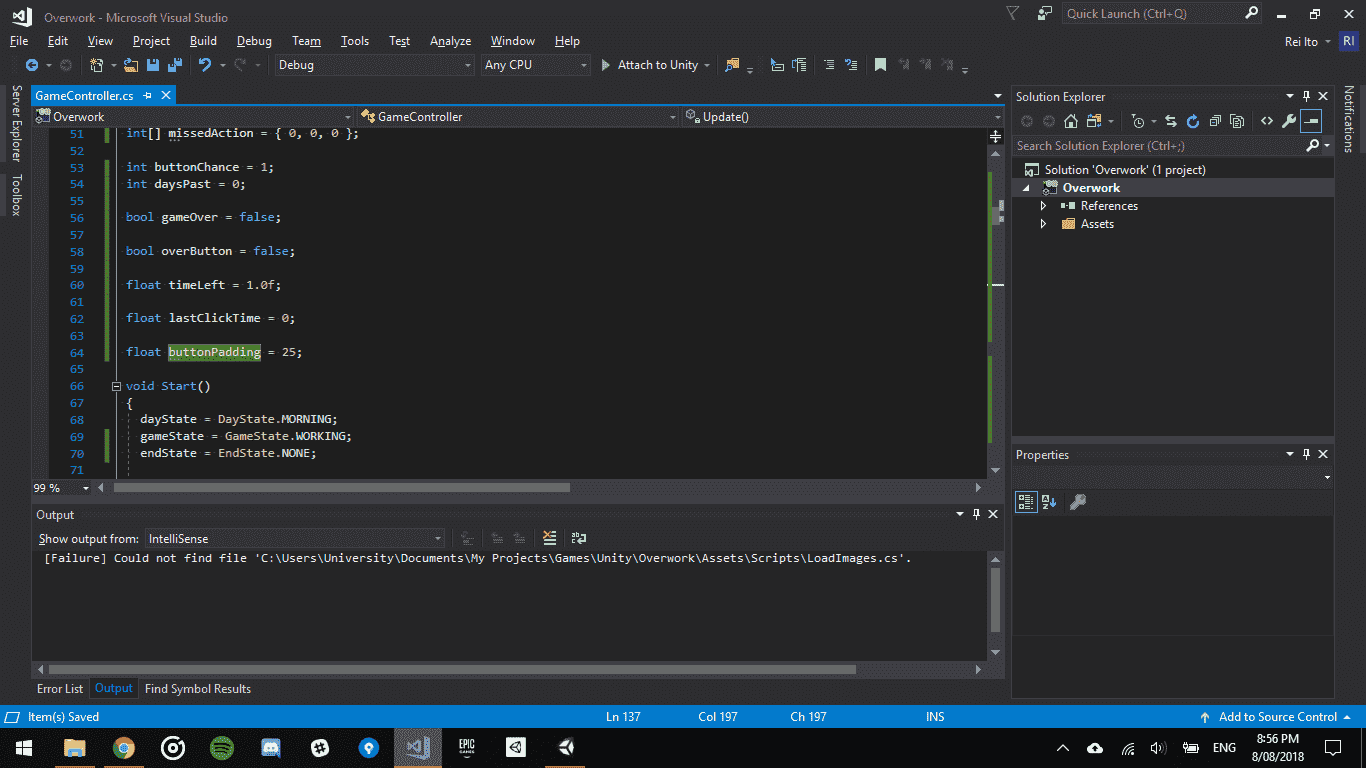 Overwork - Microsoft Visual Studio
Quick Launch (Ctrl+Q)
File Edit View Project Build Debug Team Tools Test Analyze Window Help
Rei Ito RI
Debug Any CPU Attach to Unity
Server Explorer
Toolbox
GameController.cs
Overwork GameController Update()
51 int[] missedAction = { 0, 0, 0 };
52
53 int buttonChance = 1;
54 int daysPast = 0;
55
56 bool gameOver = false;
57
58 bool overButton = false;
59
60 float timeLeft = 1.0f;
61
62 float lastClickTime = 0;
63
64 float buttonPadding = 25;
65
66 void Start()
67 {
68 dayState = DayState.MORNING;
69 gameState = GameState.WORKING;
70 endState = EndState.NONE;
71
99 %
Output
Show output from: IntelliSense
[Failure] Could not find file 'C:\Users\University\Documents\My Projects\Games\Unity\Overwork\Assets\Scripts\LoadImages.cs'.
Error List Output Find Symbol Results
Solution Explorer
Search Solution Explorer (Ctrl+;)
Solution 'Overwork' (1 project)
Overwork
References
Assets
Properties
Notifications
Item(s) Saved Ln 137 Col 197 Ch 197 INS Add to Source Control
EPIC GAMES
ENG
8:56 PM
8/08/2018